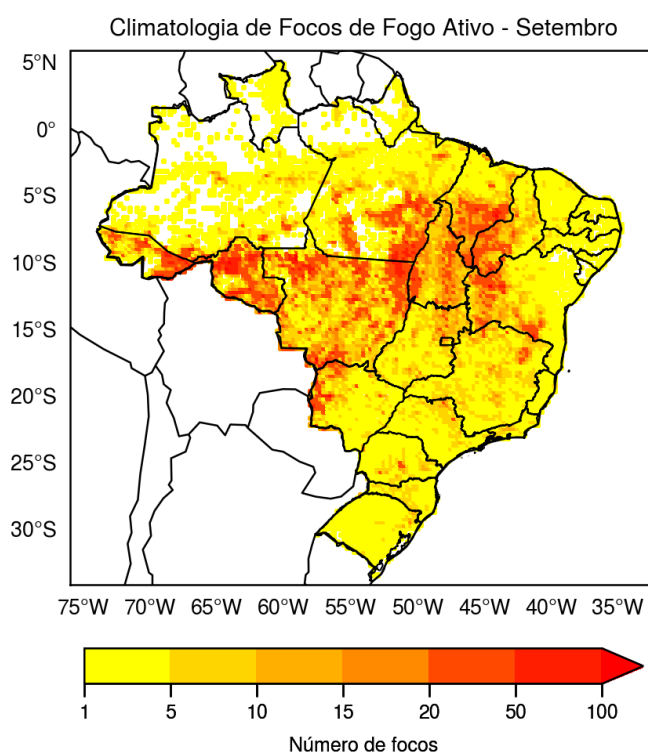 Climatologia de Focos de Fogo Ativo - Setembro
5°N
0°
5°S
10°S
15°S
20°S
25°S
30°S
75°W 70°W 65°W 60°W 55°W 50°W 45°W 40°W 35°W
1 5 10 15 20 50 100
Número de focos